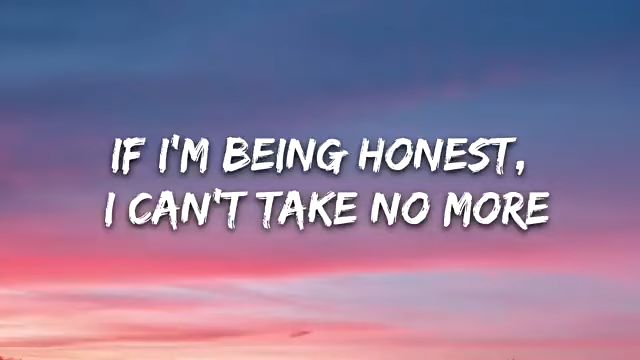 IF I'M BEING HONEST,
I CAN'T TAKE NO MORE